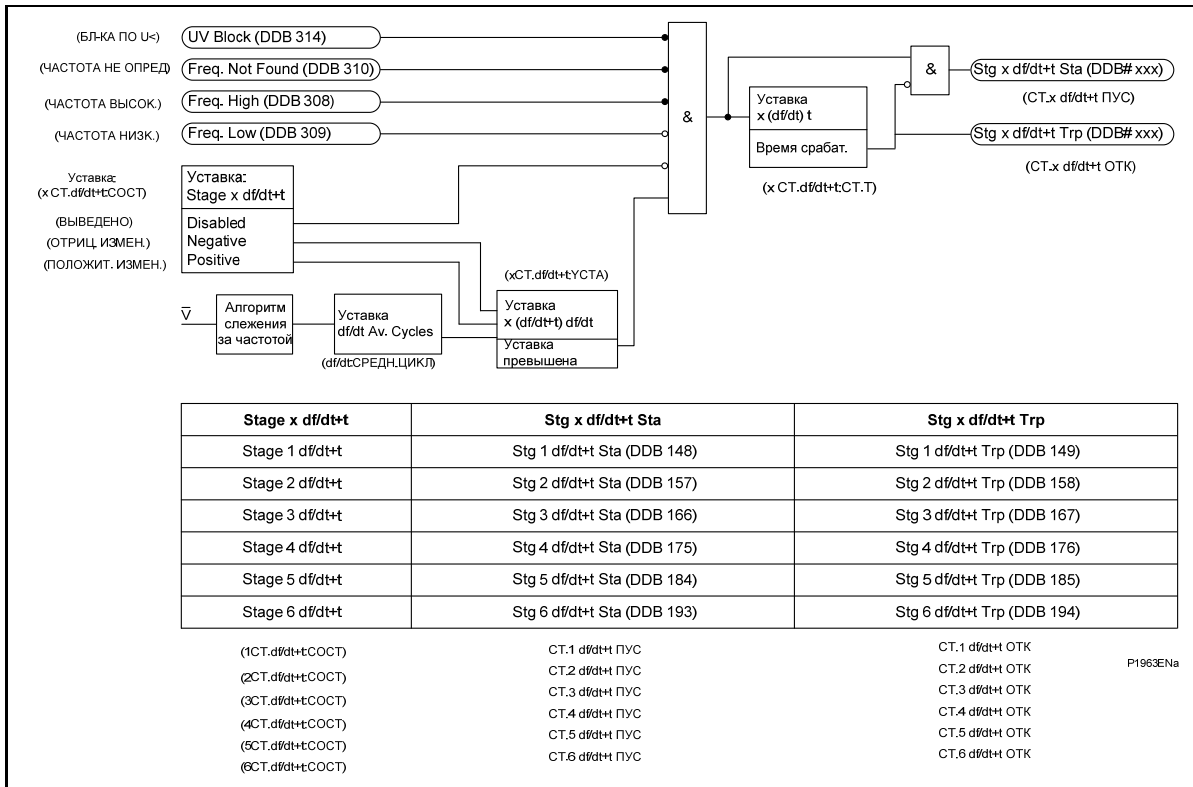 (БЛ-КА ПО U<) UV Block (DDB 314)
(ЧАСТОТА НЕ ОПРЕД) Freq. Not Found (DDB 310)
(ЧАСТОТА ВЫСОК.) Freq. High (DDB 308)
(ЧАСТОТА НИЗК.) Freq. Low (DDB 309)
&
Уставка
x (df/dt) t
Время срабат.
(x СТ.df/dt+t:СТ.Т)
&
Stg x df/dt+t Sta (DDB# xxx)
(СТ.x df/dt+t ПУС)
Stg x df/dt+t Trp (DDB# xxx)
(СТ.x df/dt+t ОТК)
Уставка:
(x СТ.df/dt+t:СОСТ)
Уставка:
Stage x df/dt+t
(ВЫВЕДЕНО) Disabled
(ОТРИЦ. ИЗМЕН.) Negative
(ПОЛОЖИТ. ИЗМЕН.) Positive
V̅
Алгоритм
слежения
за частотой
Уставка
df/dt Av. Cycles
(df/dt:СРЕДН.ЦИКЛ)
(xСТ.df/dt+t:YСТА)
Уставка
x (df/dt+t) df/dt
Уставка
превышена
Stage x df/dt+t Stg x df/dt+t Sta Stg x df/dt+t Trp
Stage 1 df/dt+t Stg 1 df/dt+t Sta (DDB 148) Stg 1 df/dt+t Trp (DDB 149)
Stage 2 df/dt+t Stg 2 df/dt+t Sta (DDB 157) Stg 2 df/dt+t Trp (DDB 158)
Stage 3 df/dt+t Stg 3 df/dt+t Sta (DDB 166) Stg 3 df/dt+t Trp (DDB 167)
Stage 4 df/dt+t Stg 4 df/dt+t Sta (DDB 175) Stg 4 df/dt+t Trp (DDB 176)
Stage 5 df/dt+t Stg 5 df/dt+t Sta (DDB 184) Stg 5 df/dt+t Trp (DDB 185)
Stage 6 df/dt+t Stg 6 df/dt+t Sta (DDB 193) Stg 6 df/dt+t Trp (DDB 194)
(1СТ.df/dt+t:СОСТ) СТ.1 df/dt+t ПУС СТ.1 df/dt+t ОТК
(2СТ.df/dt+t:СОСТ) СТ.2 df/dt+t ПУС СТ.2 df/dt+t ОТК
(3СТ.df/dt+t:СОСТ) СТ.3 df/dt+t ПУС СТ.3 df/dt+t ОТК
(4СТ.df/dt+t:СОСТ) СТ.4 df/dt+t ПУС СТ.4 df/dt+t ОТК
(5СТ.df/dt+t:СОСТ) СТ.5 df/dt+t ПУС СТ.5 df/dt+t ОТК
(6СТ.df/dt+t:СОСТ) СТ.6 df/dt+t ПУС СТ.6 df/dt+t ОТК
P1963ENa